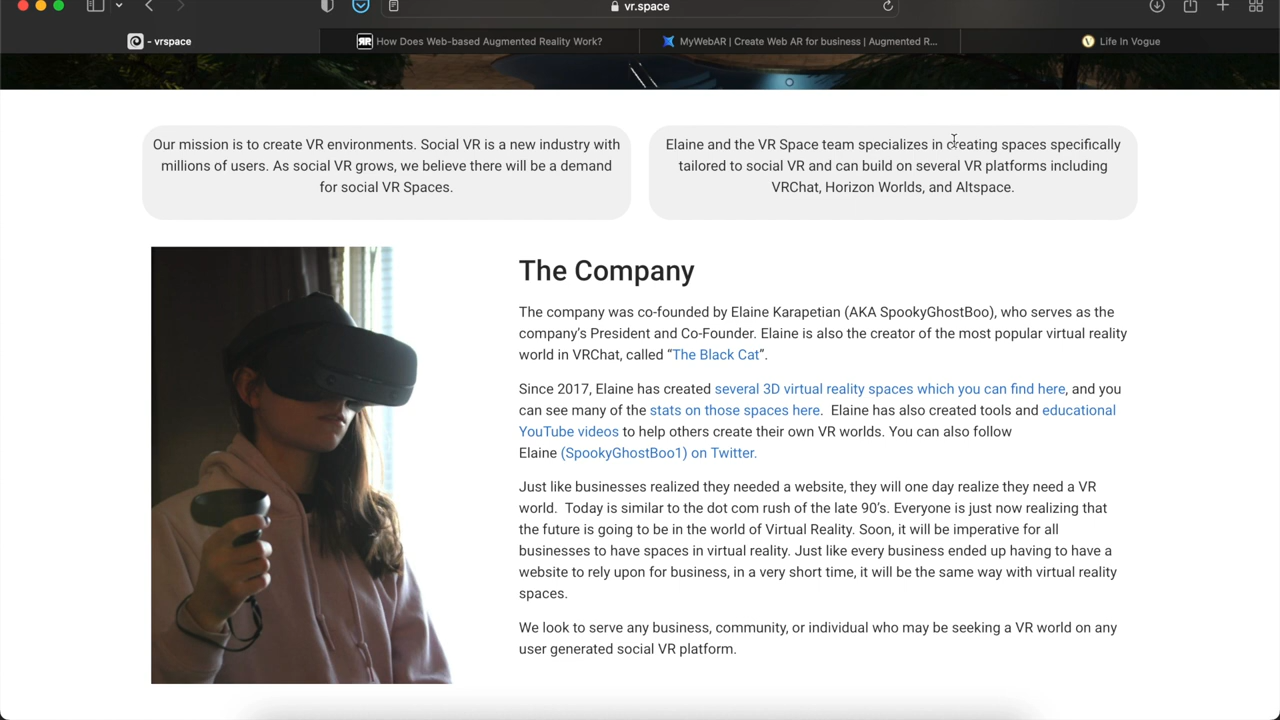 vr.space
- vrspace
How Does Web-based Augmented Reality Work?
MyWebAR | Create Web AR for business | Augmented R...
Life In Vogue
Our mission is to create VR environments. Social VR is a new industry with
millions of users. As social VR grows, we believe there will be a demand
for social VR Spaces.
Elaine and the VR Space team specializes in creating spaces specifically
tailored to social VR and can build on several VR platforms including
VRChat, Horizon Worlds, and Altspace.
The Company
The company was co-founded by Elaine Karapetian (AKA SpookyGhostBoo), who serves as the
company's President and Co-Founder. Elaine is also the creator of the most popular virtual reality
world in VRChat, called “The Black Cat”.
Since 2017, Elaine has created several 3D virtual reality spaces which you can find here, and you
can see many of the stats on those spaces here.  Elaine has also created tools and educational
YouTube videos to help others create their own VR worlds. You can also follow
Elaine (SpookyGhostBoo1) on Twitter.
Just like businesses realized they needed a website, they will one day realize they need a VR
world.  Today is similar to the dot com rush of the late 90's. Everyone is just now realizing that
the future is going to be in the world of Virtual Reality. Soon, it will be imperative for all
businesses to have spaces in virtual reality. Just like every business ended up having to have a
website to rely upon for business, in a very short time, it will be the same way with virtual reality
spaces.
We look to serve any business, community, or individual who may be seeking a VR world on any
user generated social VR platform.